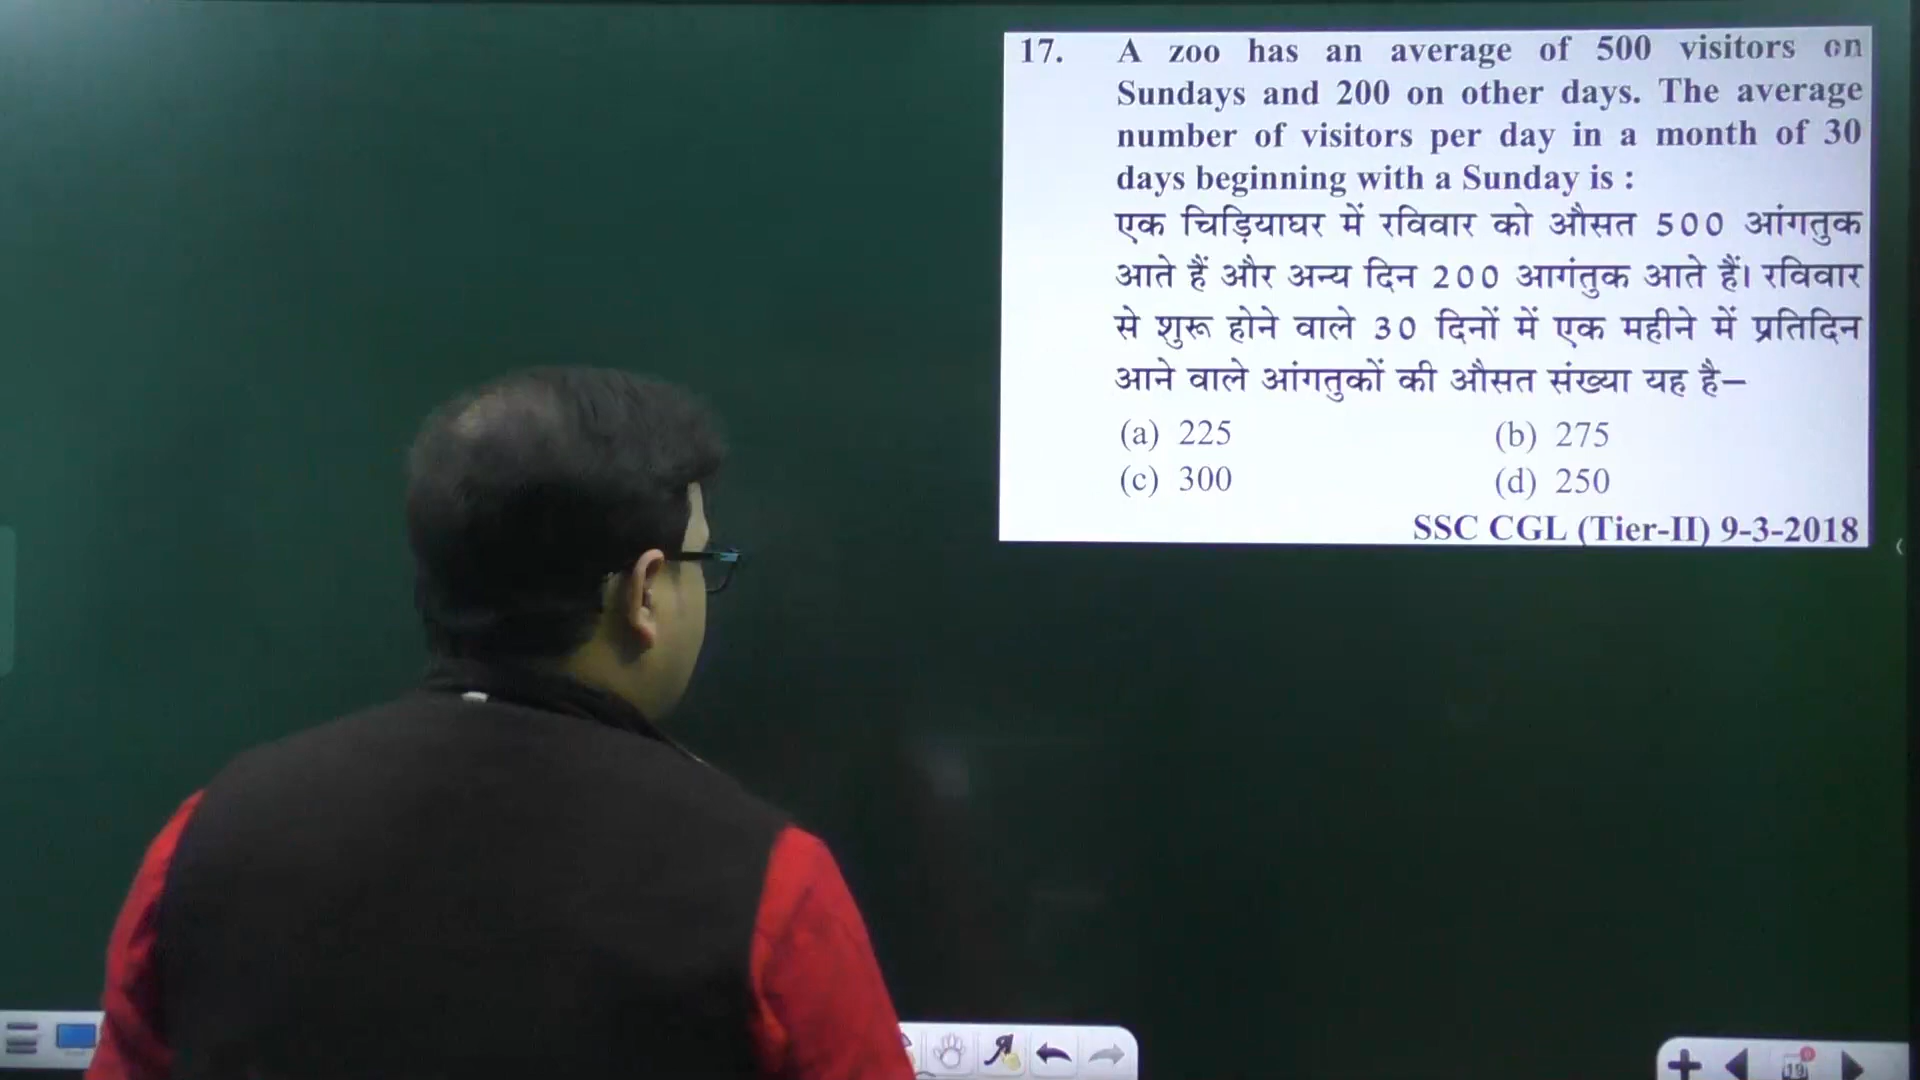 17. A zoo has an average of 500 visitors on
Sundays and 200 on other days. The average
number of visitors per day in a month of 30
days beginning with a Sunday is :
एक चिड़ियाघर में रविवार को औसत 500 आंगतुक
आते हैं और अन्य दिन 200 आगंतुक आते हैं। रविवार
से शुरू होने वाले 30 दिनों में एक महीने में प्रतिदिन
आने वाले आंगतुकों की औसत संख्या यह है–
(a) 225 (b) 275
(c) 300 (d) 250
SSC CGL (Tier-II) 9-3-2018